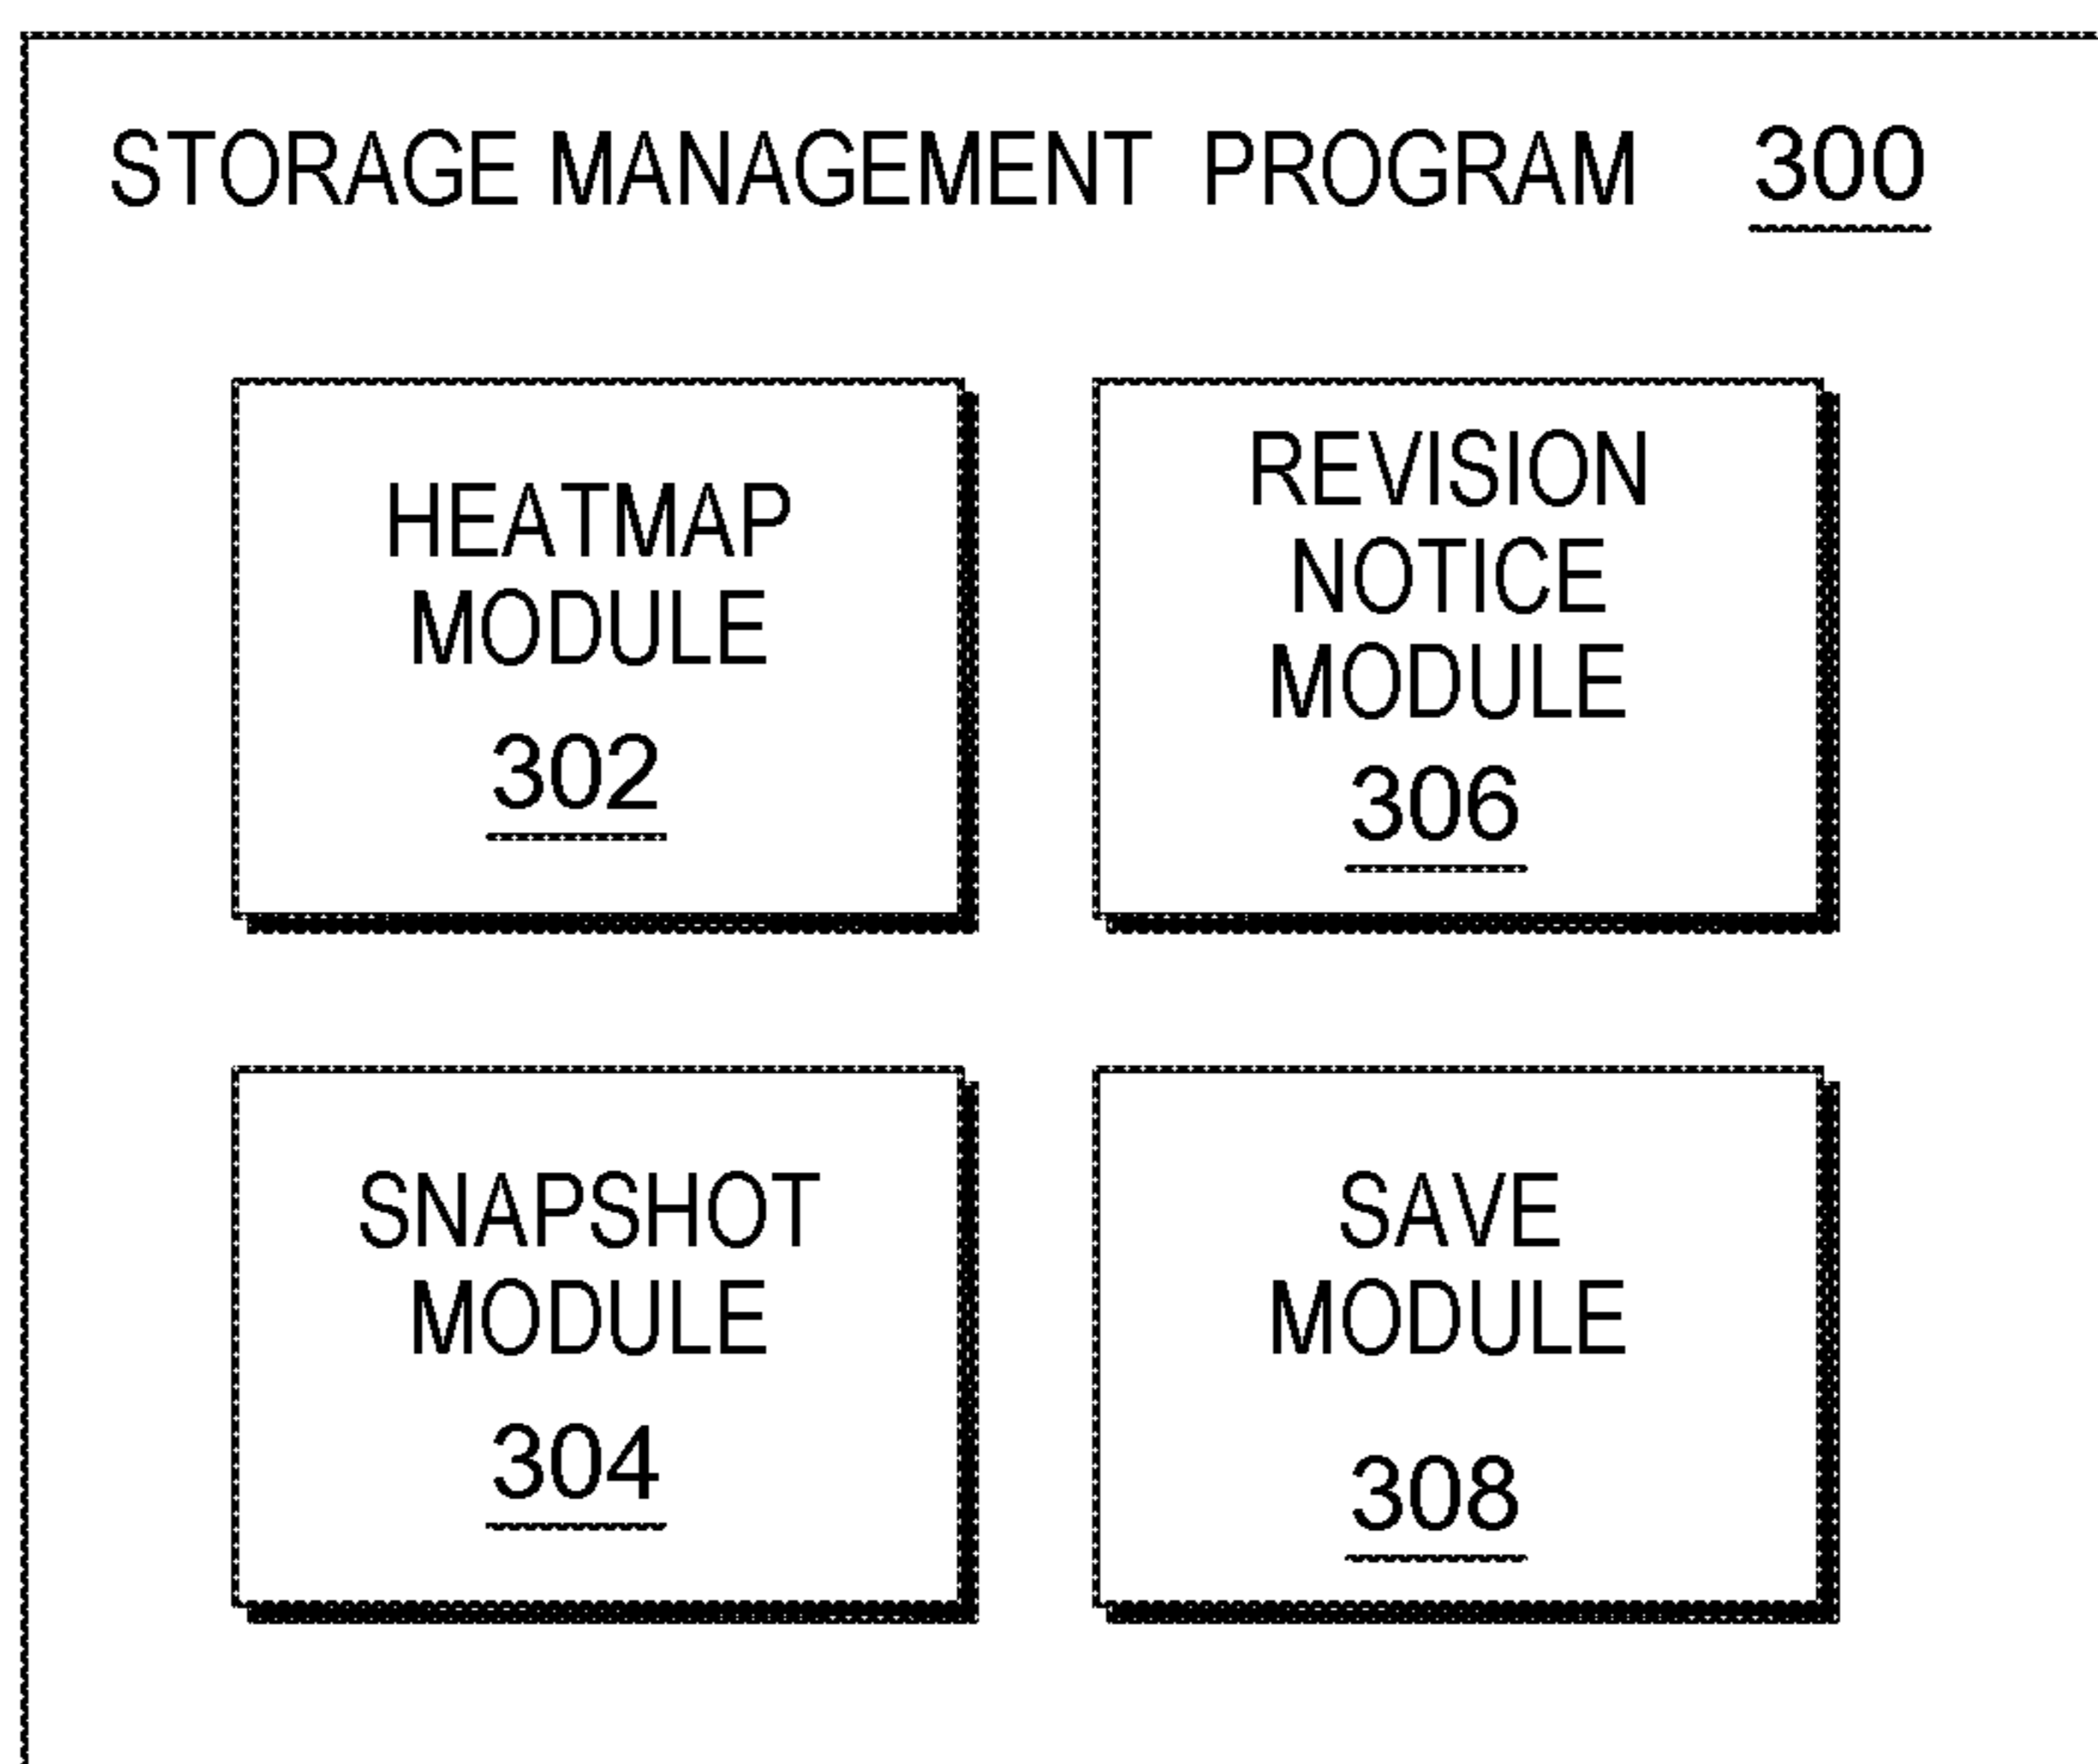 STORAGE MANAGEMENT PROGRAM 300
HEATMAP
MODULE
302
REVISION
NOTICE
MODULE
306
SNAPSHOT
MODULE
304
SAVE
MODULE
308